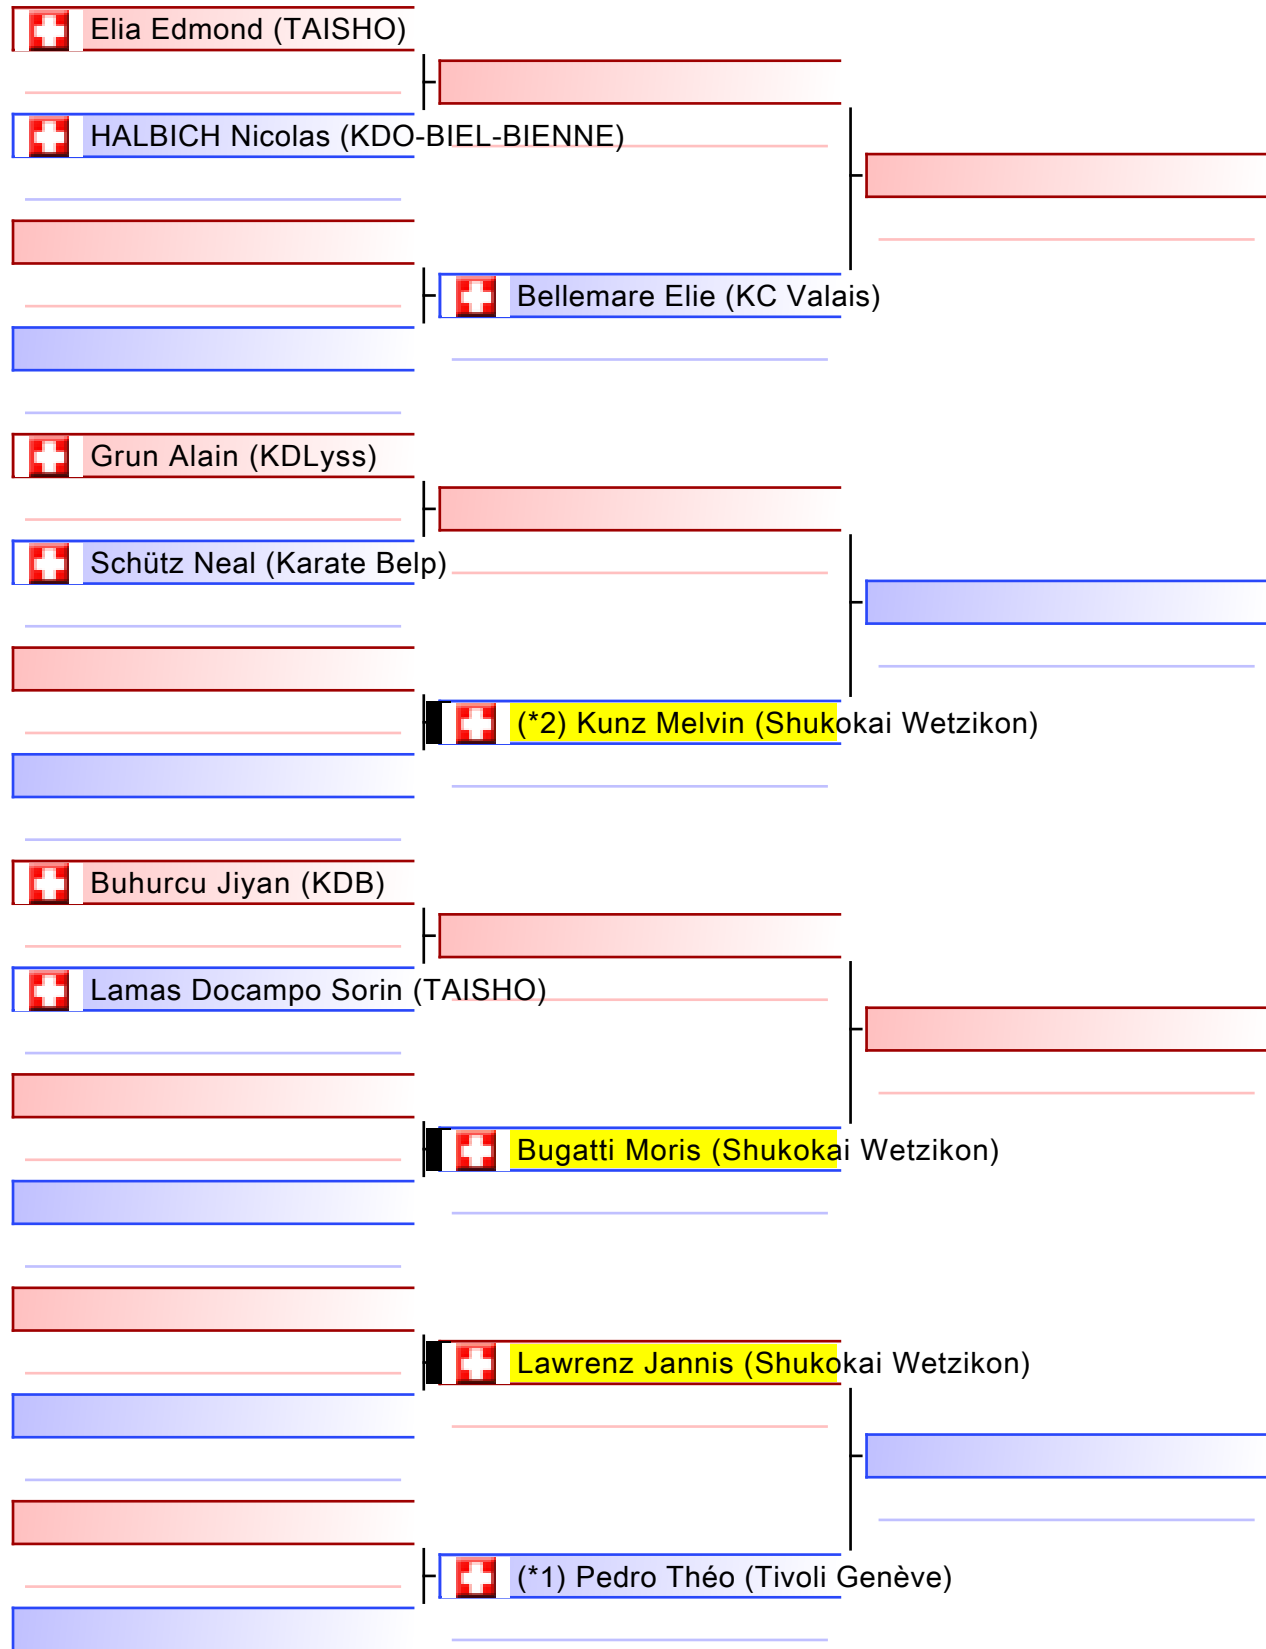 Elia Edmond (TAISHO)
HALBICH Nicolas (KDO-BIEL-BIENNE)
Bellemare Elie (KC Valais)
Grun Alain (KDLyss)
Schütz Neal (Karate Belp)
(*2) Kunz Melvin (Shukokai Wetzikon)
Buhurcu Jiyan (KDB)
Lamas Docampo Sorin (TAISHO)
Bugatti Moris (Shukokai Wetzikon)
Lawrenz Jannis (Shukokai Wetzikon)
(*1) Pedro Théo (Tivoli Genève)